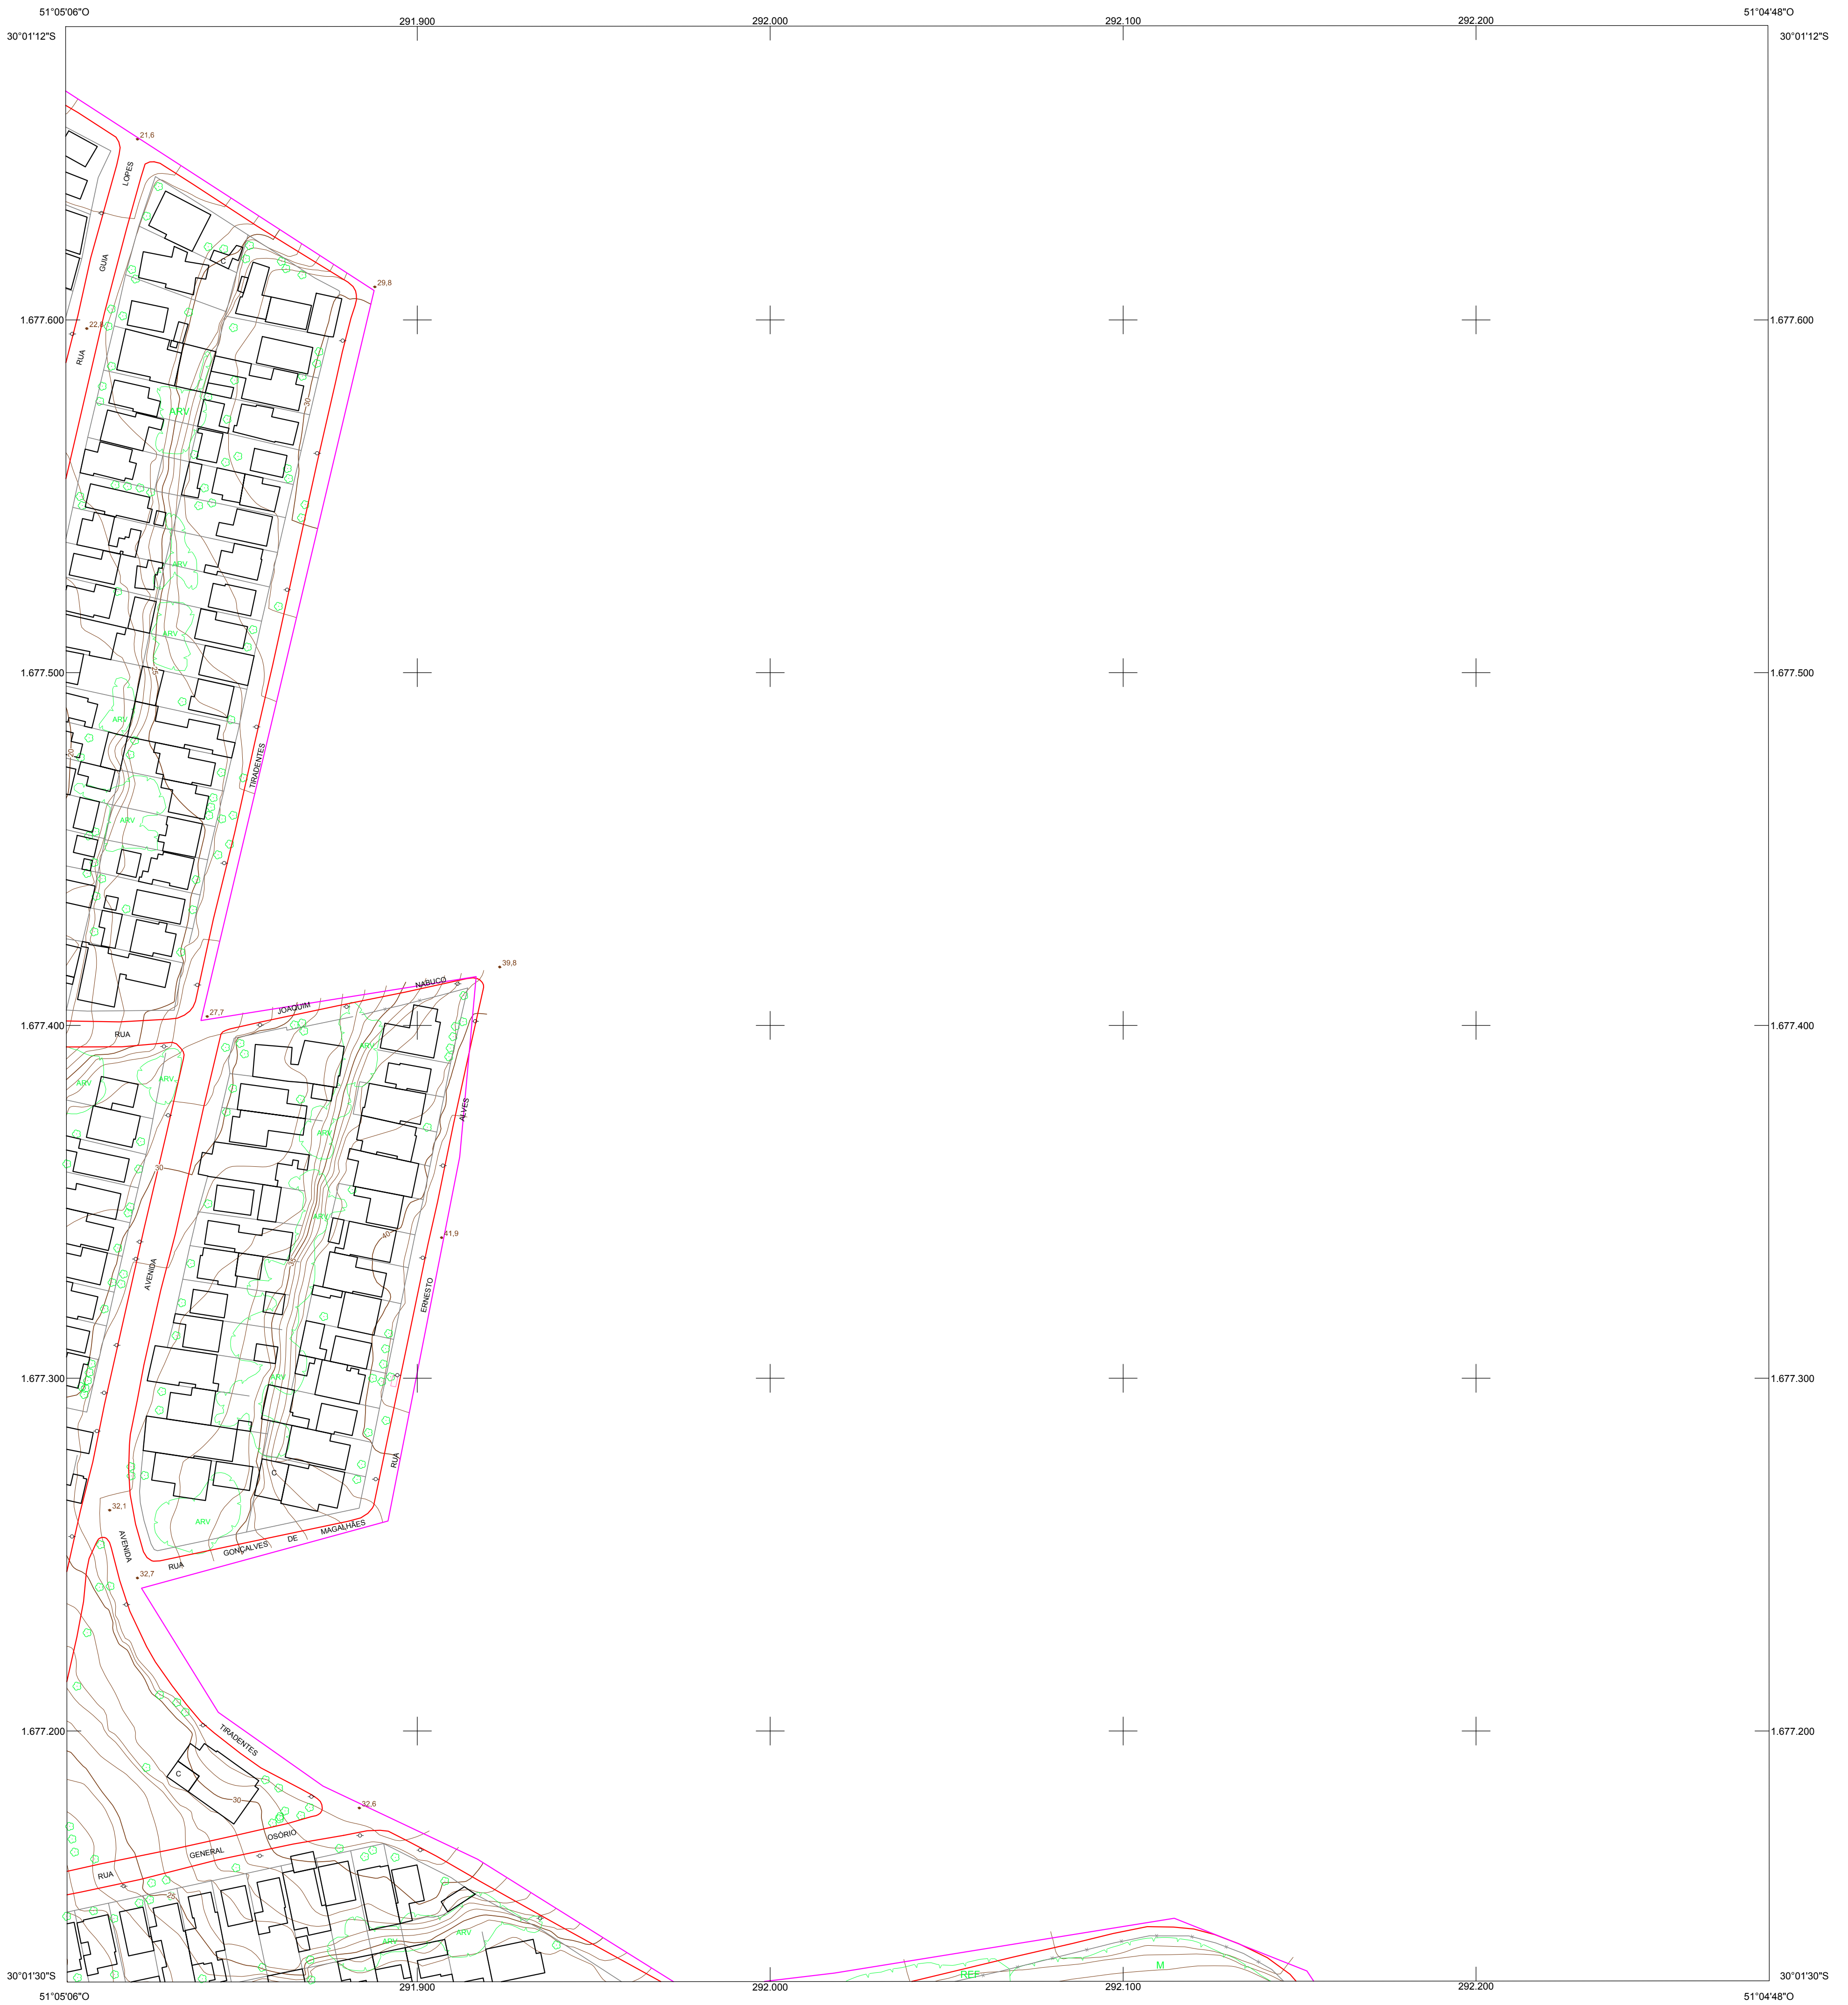 51°05'06"O
51°04'48"O
291.900
292.000
292.100
292.200
30°01'12"S
30°01'12"S
21,6
LOPES
GUIA
C
29,8
1.677.600
22,8
RUA
1.677.600
ARV
30
ARV
ARV
1.677.500
25
1.677.500
ARV
20
TIRADENTES
ARV
39,8
NABUCO
JOAQUIM
27,7
1.677.400
RUA
1.677.400
ARV
ARV
ARV
ALVES
ARV
30
ARV
40
41,9
35
AVENIDA
ERNESTO
1.677.300
ARV
1.677.300
RUA
C
32,1
ARV
MAGALHÃES
DE
GONÇALVES
AVENIDA
RUA
32,7
1.677.200
TIRADENTES
1.677.200
C
30
32,6
OSÓRIO
GENERAL
RUA
25
ARV
ARV
M
REF
30°01'30"S
30°01'30"S
291.900
292.000
292.100
292.200
51°05'06"O
51°04'48"O